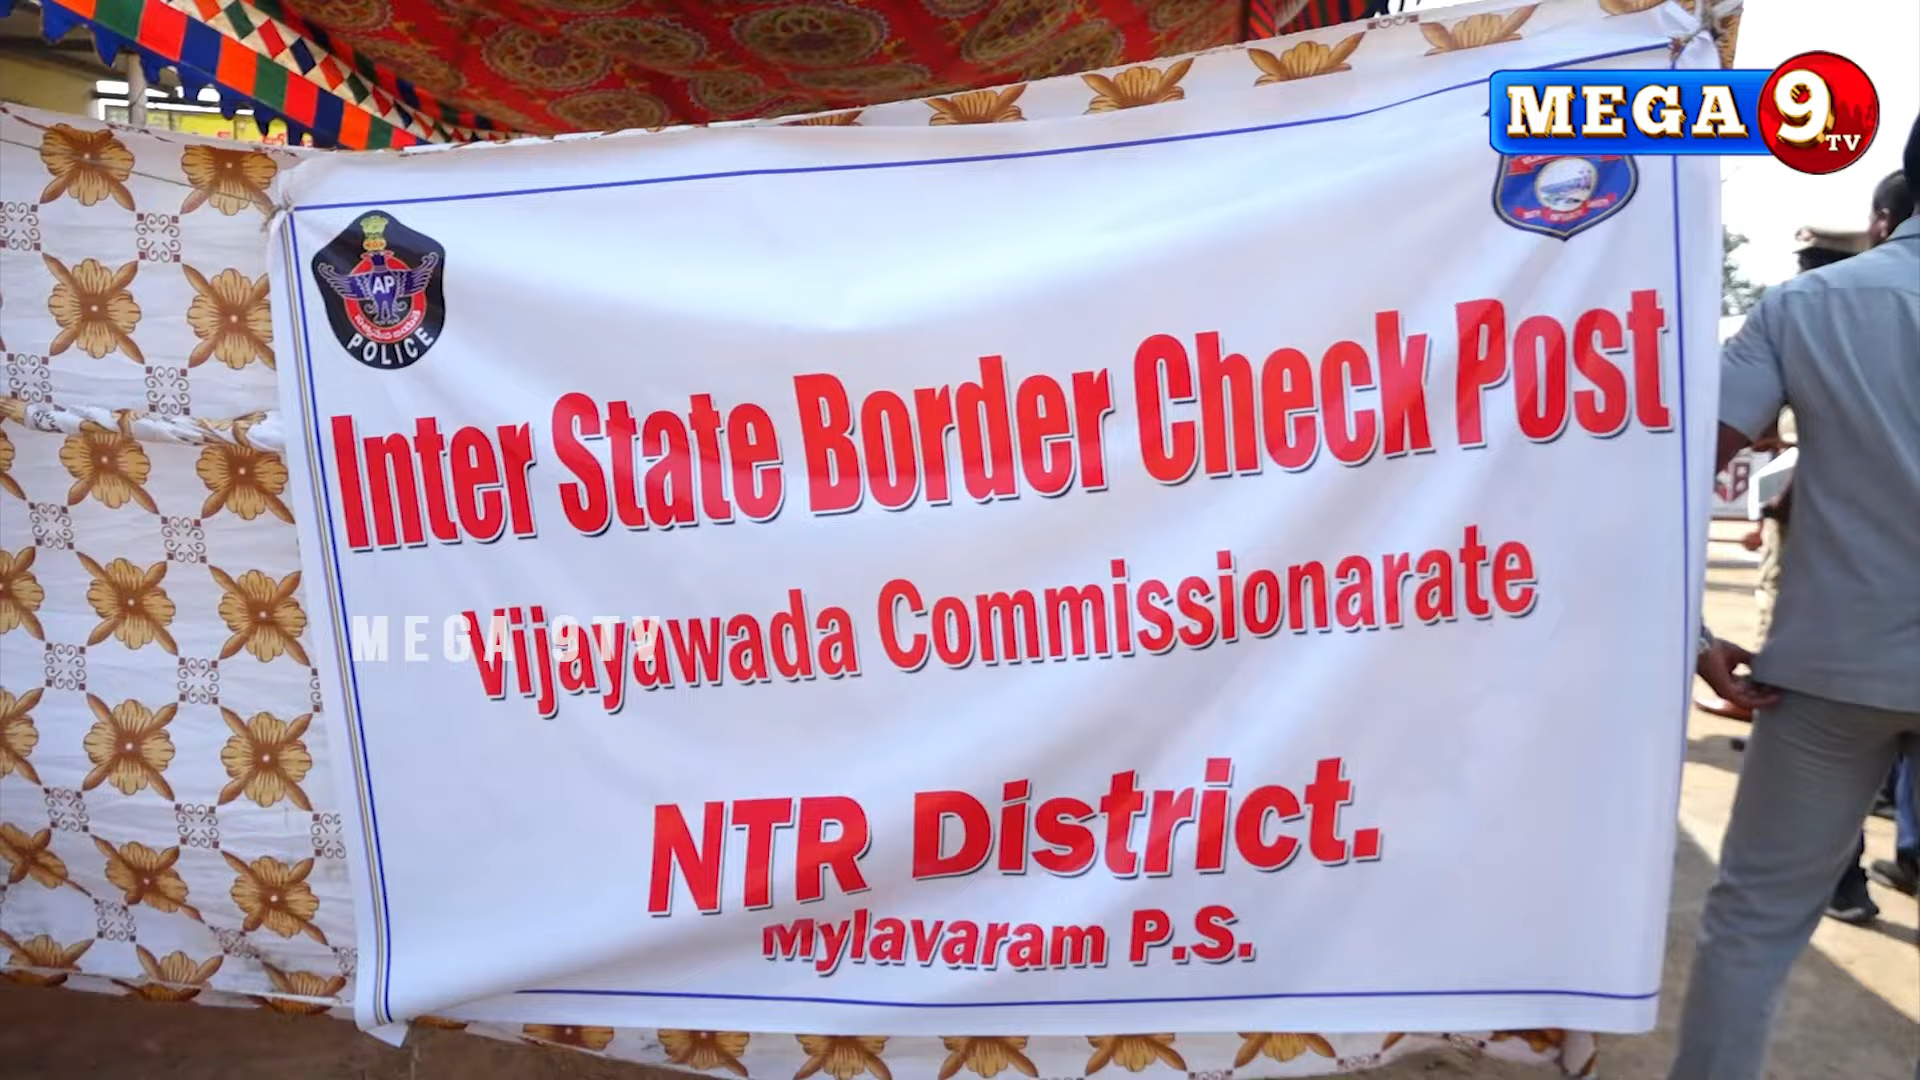 MEGA 9 TV
AP
POLICE
Inter State Border Check Post
Vijayawada Commissionarate
MEGA 9TV
NTR District.
Mylavaram P.S.